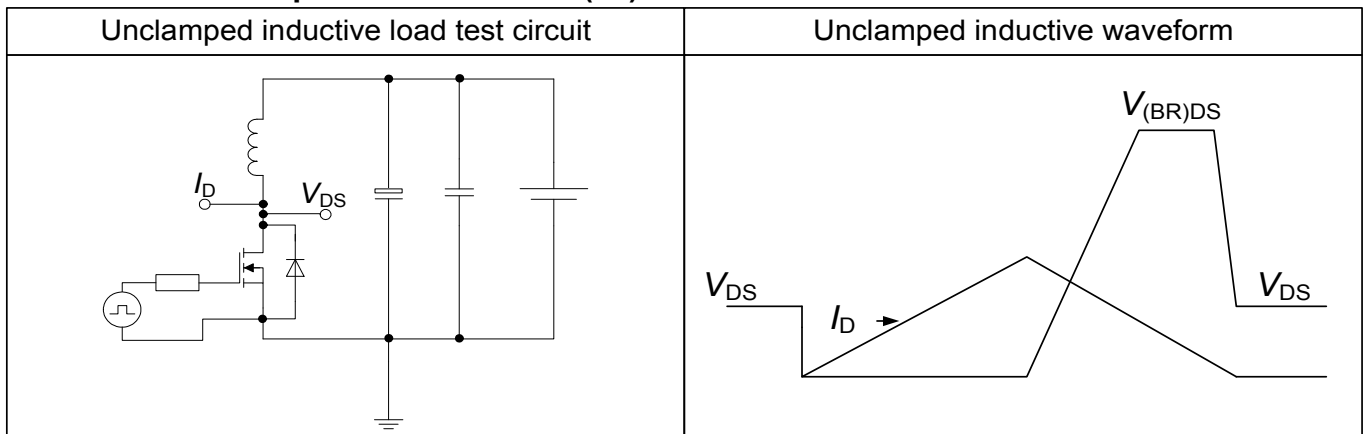 Unclamped inductive load test circuit
Unclamped inductive waveform
I_D
V_DS
V_(BR)DS
V_DS
I_D
V_DS